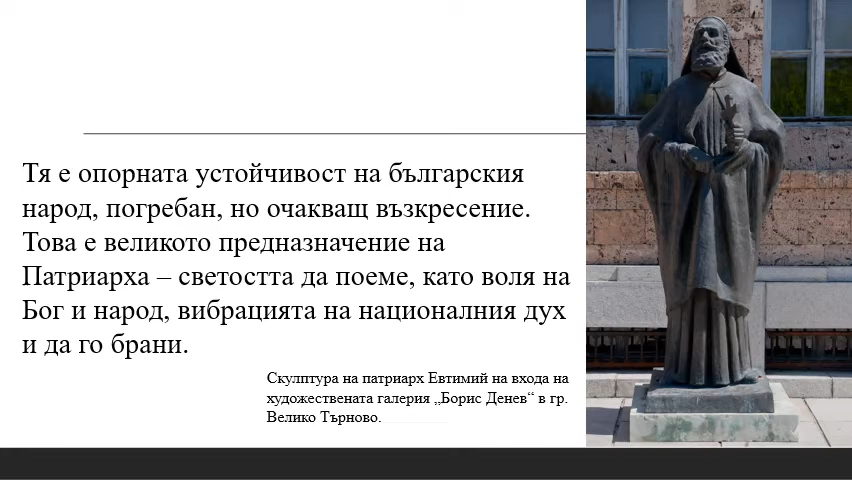 Тя е опорната устойчивост на българския
народ, погребан, но очакващ възкресение.
Това е великото предназначение на
Патриарха – светостта да поеме, като воля на
Бог и народ, вибрацията на националния дух
и да го брани.
Скулптура на патриарх Евтимий на входа на
художествената галерия „Борис Денев“ в гр.
Велико Търново.